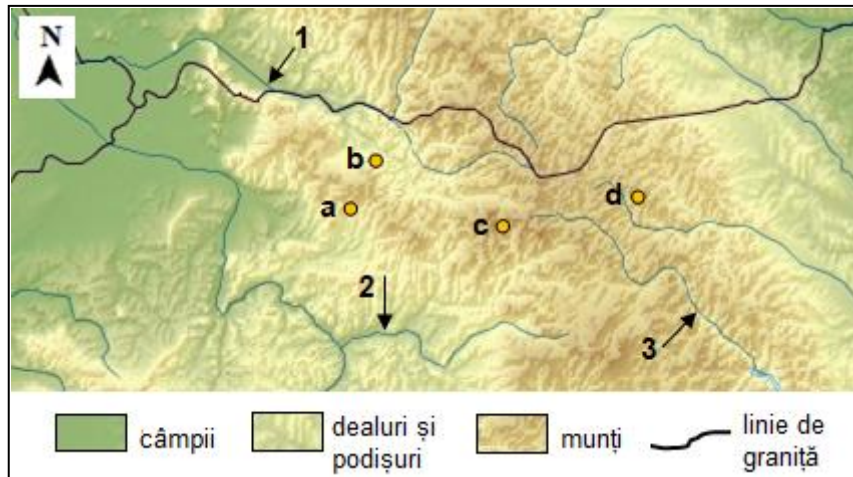 N
1
b
a
d
c
2
3
câmpii
dealuri și
podișuri
munți
linie de
graniță